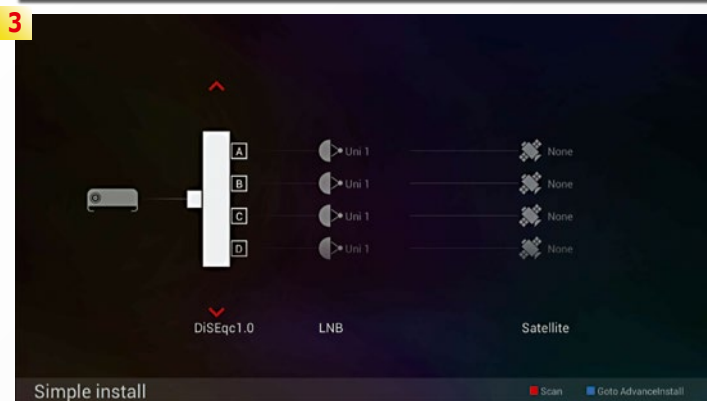 3
A Uni 1 None
B Uni 1 None
C Uni 1 None
D Uni 1 None
DiSEqc1.0 LNB Satellite
Simple install Scan Goto AdvanceInstall